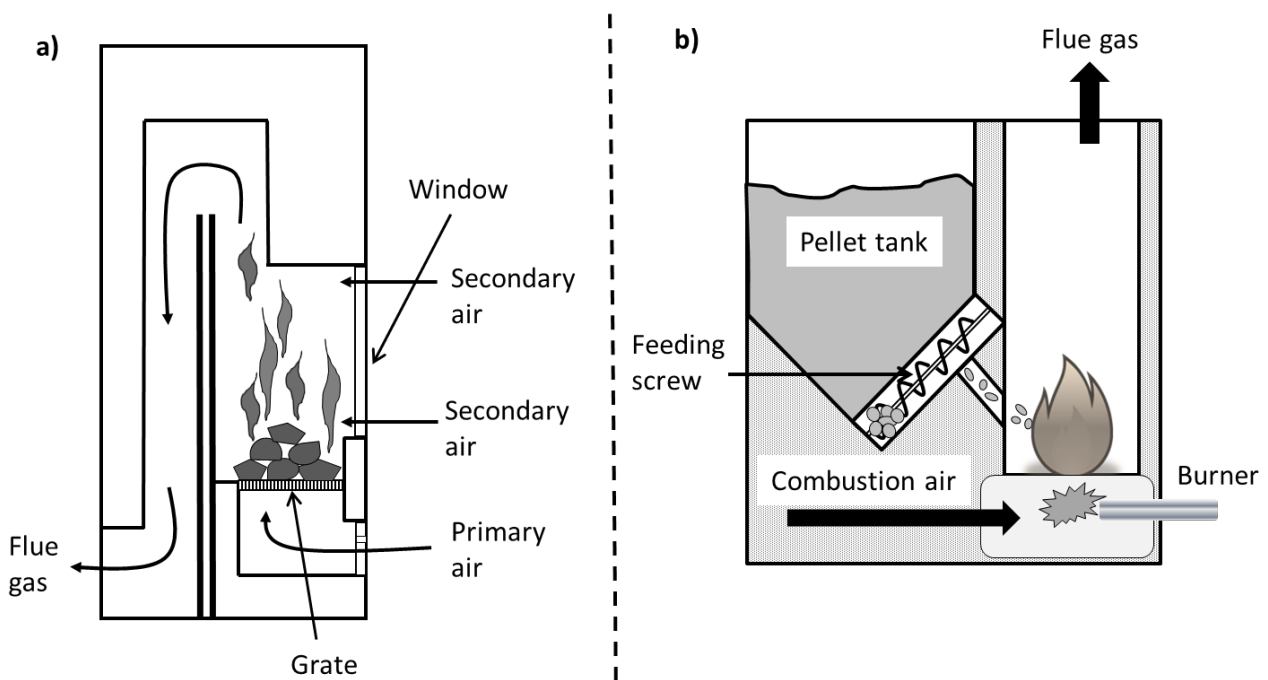 a)
Window
Secondary
air
Secondary
air
Primary
air
Flue
gas
Grate
b)
Flue gas
Pellet tank
Feeding
screw
Combustion air
Burner